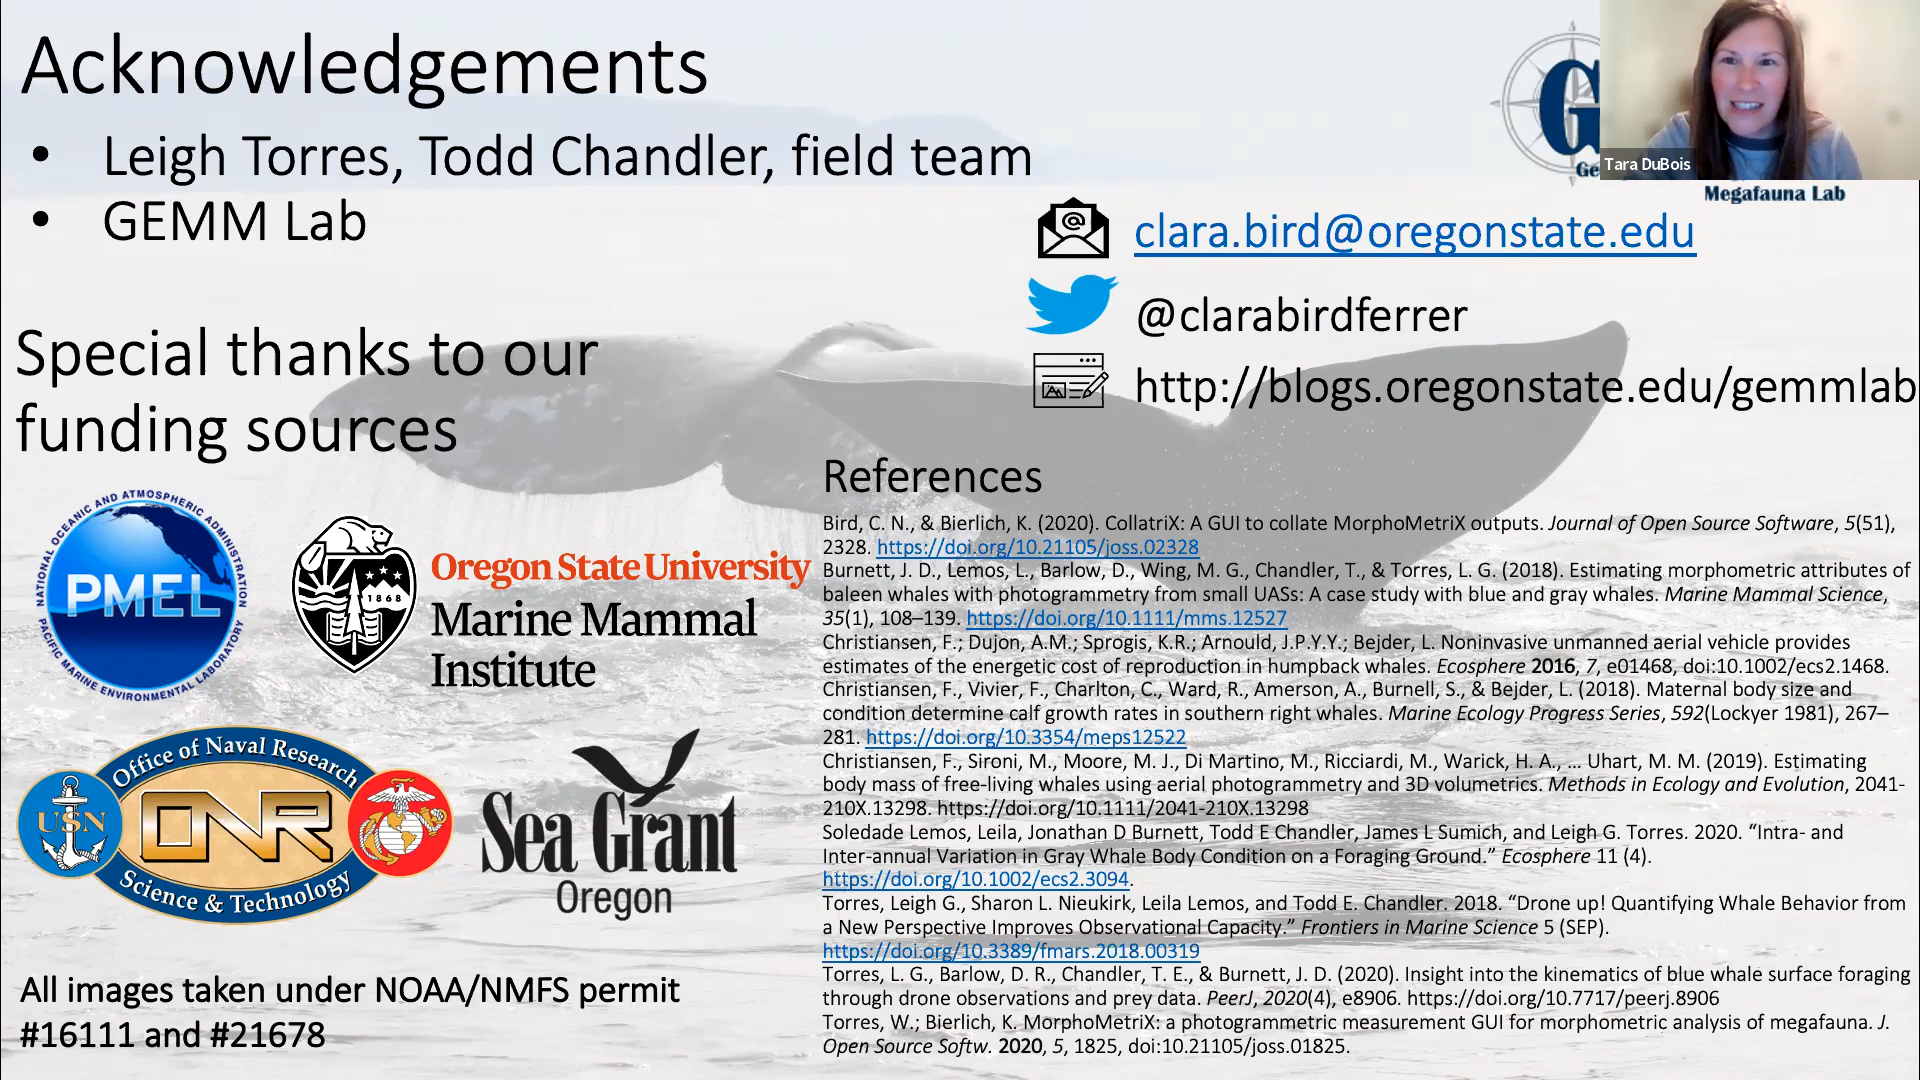 Acknowledgements
• Leigh Torres, Todd Chandler, field team
• GEMM Lab
Special thanks to our
funding sources
NATIONAL OCEANIC AND ATMOSPHERIC ADMINISTRATION
PMEL
PACIFIC MARINE ENVIRONMENTAL LABORATORY
1868
Oregon State University
Marine Mammal
Institute
Office of Naval Research
USN
ONR
Science & Technology
Sea Grant
Oregon
All images taken under NOAA/NMFS permit
#16111 and #21678
G
Ge
Tara DuBois
Megafauna Lab
@
clara.bird@oregonstate.edu
@clarabirdferrer
http://blogs.oregonstate.edu/gemmlab
References
Bird, C. N., & Bierlich, K. (2020). CollatriX: A GUI to collate MorphoMetriX outputs. Journal of Open Source Software, 5(51),
2328. https://doi.org/10.21105/joss.02328
Burnett, J. D., Lemos, L., Barlow, D., Wing, M. G., Chandler, T., & Torres, L. G. (2018). Estimating morphometric attributes of
baleen whales with photogrammetry from small UASs: A case study with blue and gray whales. Marine Mammal Science,
35(1), 108–139. https://doi.org/10.1111/mms.12527
Christiansen, F.; Dujon, A.M.; Sprogis, K.R.; Arnould, J.P.Y.Y.; Bejder, L. Noninvasive unmanned aerial vehicle provides
estimates of the energetic cost of reproduction in humpback whales. Ecosphere 2016, 7, e01468, doi:10.1002/ecs2.1468.
Christiansen, F., Vivier, F., Charlton, C., Ward, R., Amerson, A., Burnell, S., & Bejder, L. (2018). Maternal body size and
condition determine calf growth rates in southern right whales. Marine Ecology Progress Series, 592(Lockyer 1981), 267–
281. https://doi.org/10.3354/meps12522
Christiansen, F., Sironi, M., Moore, M. J., Di Martino, M., Ricciardi, M., Warick, H. A., … Uhart, M. M. (2019). Estimating
body mass of free-living whales using aerial photogrammetry and 3D volumetrics. Methods in Ecology and Evolution, 2041-
210X.13298. https://doi.org/10.1111/2041-210X.13298
Soledade Lemos, Leila, Jonathan D Burnett, Todd E Chandler, James L Sumich, and Leigh G. Torres. 2020. “Intra- and
Inter-annual Variation in Gray Whale Body Condition on a Foraging Ground.” Ecosphere 11 (4).
https://doi.org/10.1002/ecs2.3094.
Torres, Leigh G., Sharon L. Nieukirk, Leila Lemos, and Todd E. Chandler. 2018. “Drone up! Quantifying Whale Behavior from
a New Perspective Improves Observational Capacity.” Frontiers in Marine Science 5 (SEP).
https://doi.org/10.3389/fmars.2018.00319
Torres, L. G., Barlow, D. R., Chandler, T. E., & Burnett, J. D. (2020). Insight into the kinematics of blue whale surface foraging
through drone observations and prey data. PeerJ, 2020(4), e8906. https://doi.org/10.7717/peerj.8906
Torres, W.; Bierlich, K. MorphoMetriX: a photogrammetric measurement GUI for morphometric analysis of megafauna. J.
Open Source Softw. 2020, 5, 1825, doi:10.21105/joss.01825.